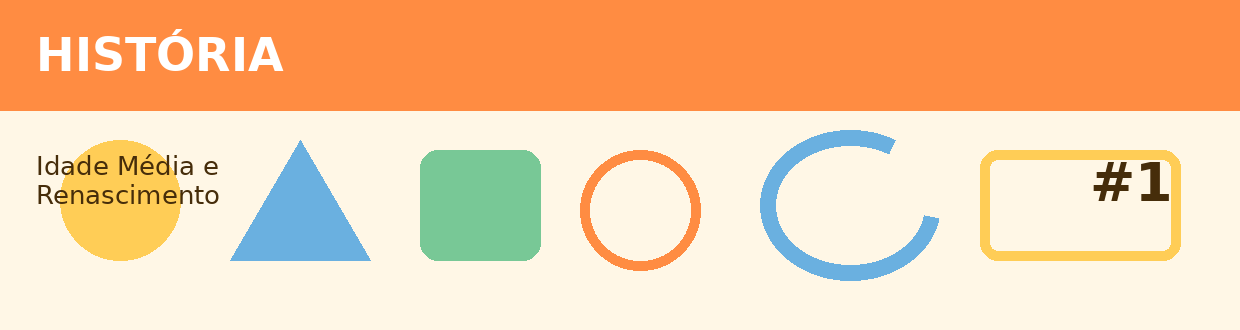 HISTÓRIA
Idade Média e
Renascimento
#1